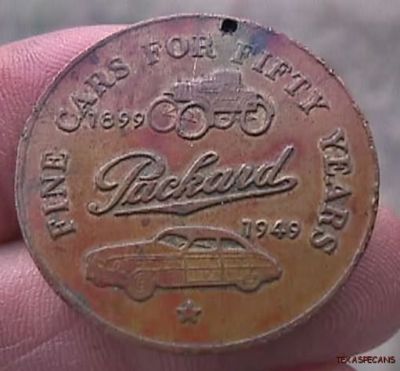 FINE CARS FOR FIFTY YEARS
1899
Packard
1949
TEXASPECANS